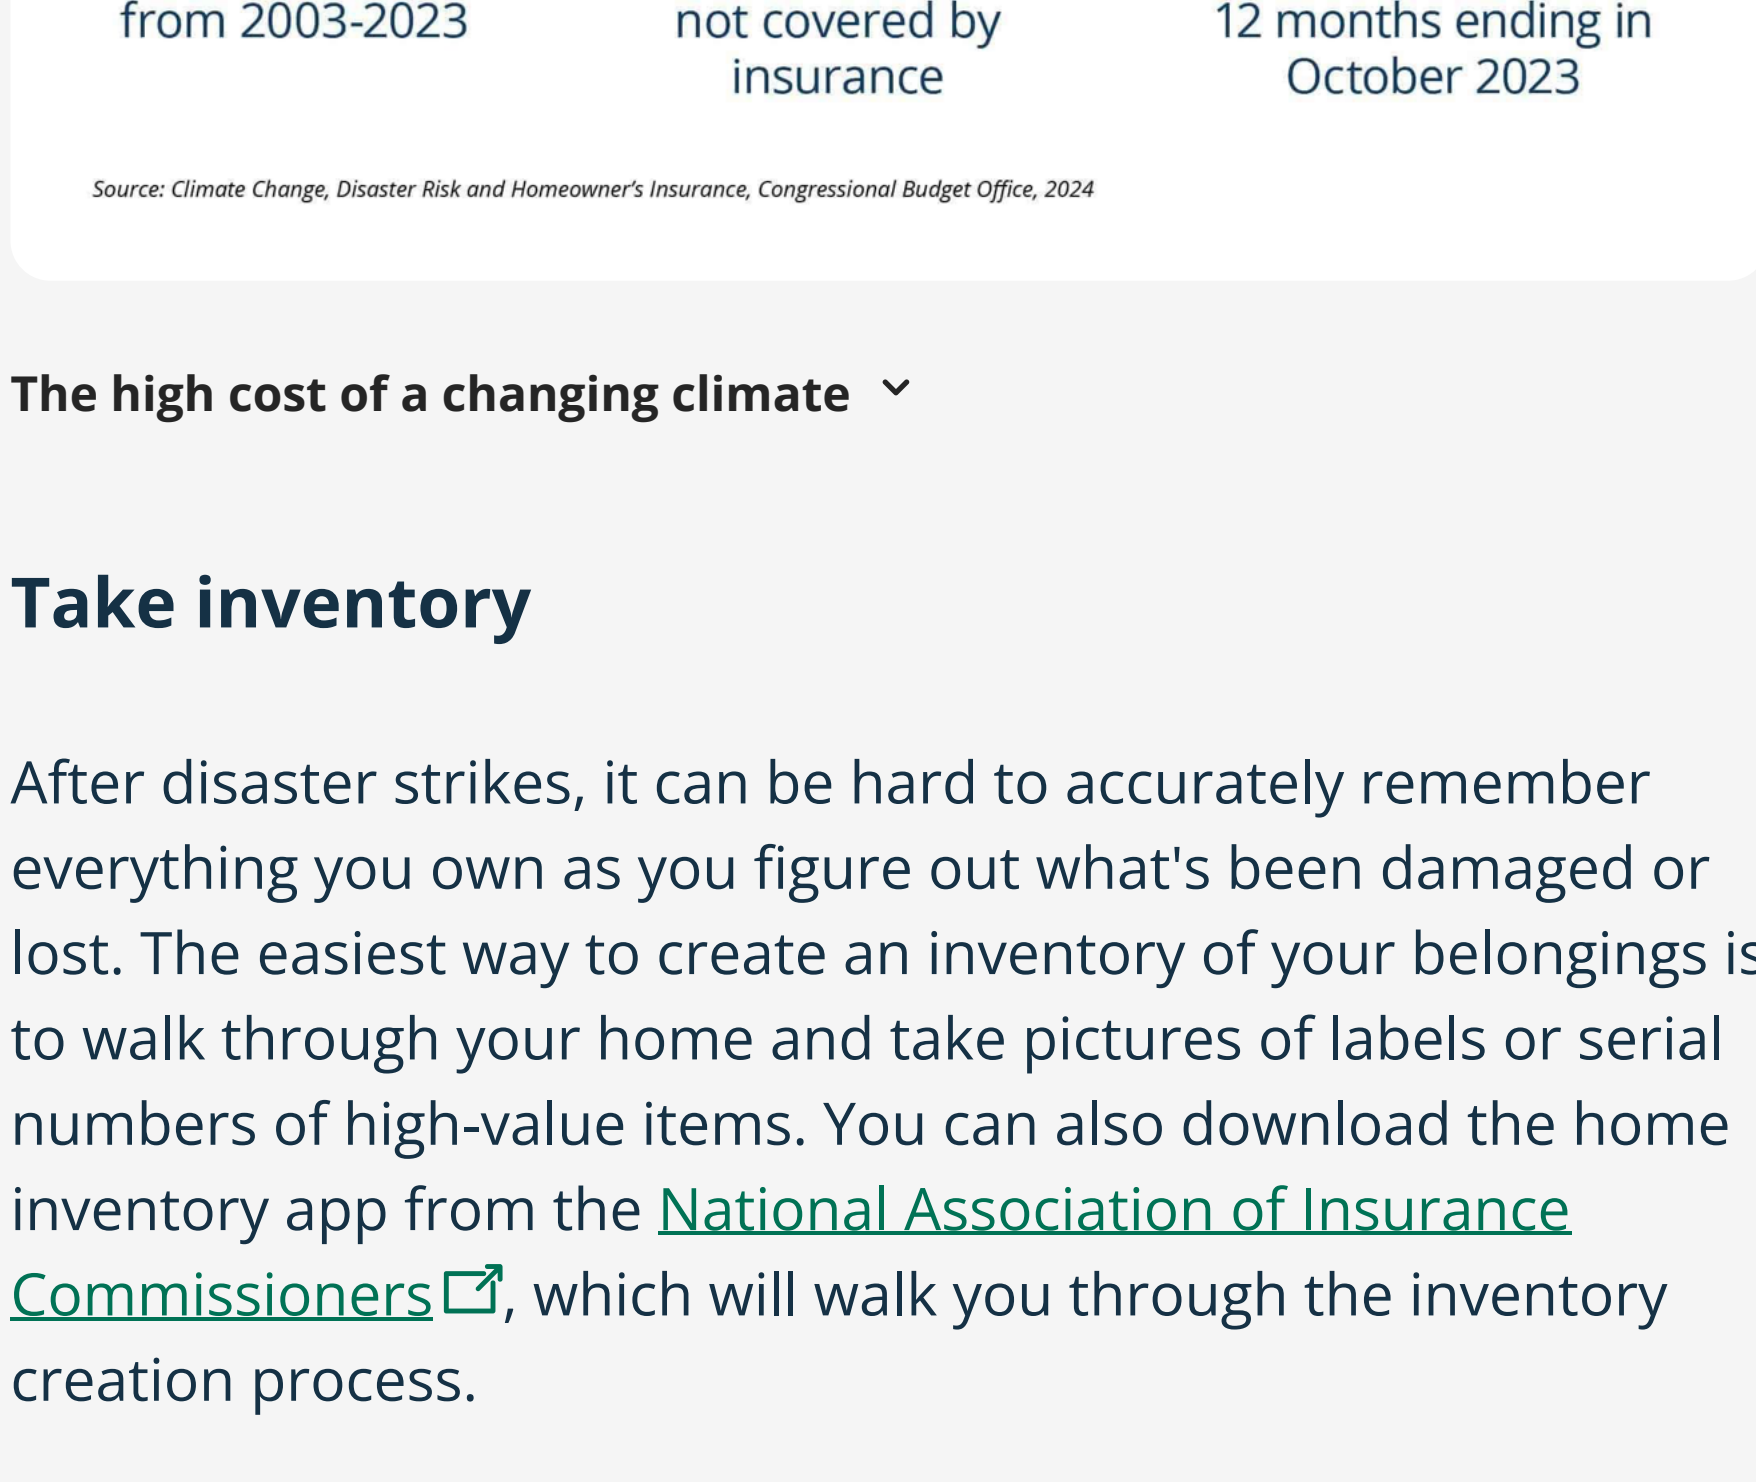 from 2003-2023
not covered by
insurance
12 months ending in
October 2023
Source: Climate Change, Disaster Risk and Homeowner’s Insurance, Congressional Budget Office, 2024
The high cost of a changing climate
Take inventory
After disaster strikes, it can be hard to accurately remember
everything you own as you figure out what's been damaged or
lost. The easiest way to create an inventory of your belongings is
to walk through your home and take pictures of labels or serial
numbers of high-value items. You can also download the home
inventory app from the National Association of Insurance
Commissioners, which will walk you through the inventory
creation process.